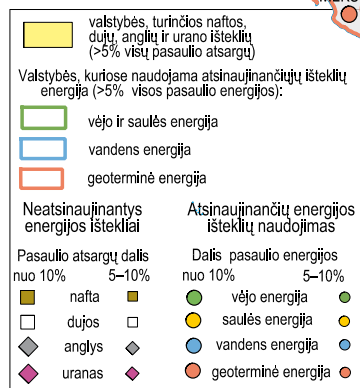 valstybės, turinčios naftos,
dujų, anglių ir urano išteklių
(>5% visų pasaulio atsargų)
Valstybės, kuriose naudojama atsinaujinančiųjų išteklių
energija (>5% visos pasaulio energijos):
vėjo ir saulės energija
vandens energija
geoterminė energija
Neatsinaujinantys
energijos ištekliai
Pasaulio atsargų dalis
nuo 10% 5–10%
nafta
dujos
anglys
uranas
Atsinaujinančių energijos
išteklių naudojimas
Dalis pasaulio energijos
nuo 10% 5–10%
vėjo energija
saulės energija
vandens energija
geoterminė energija